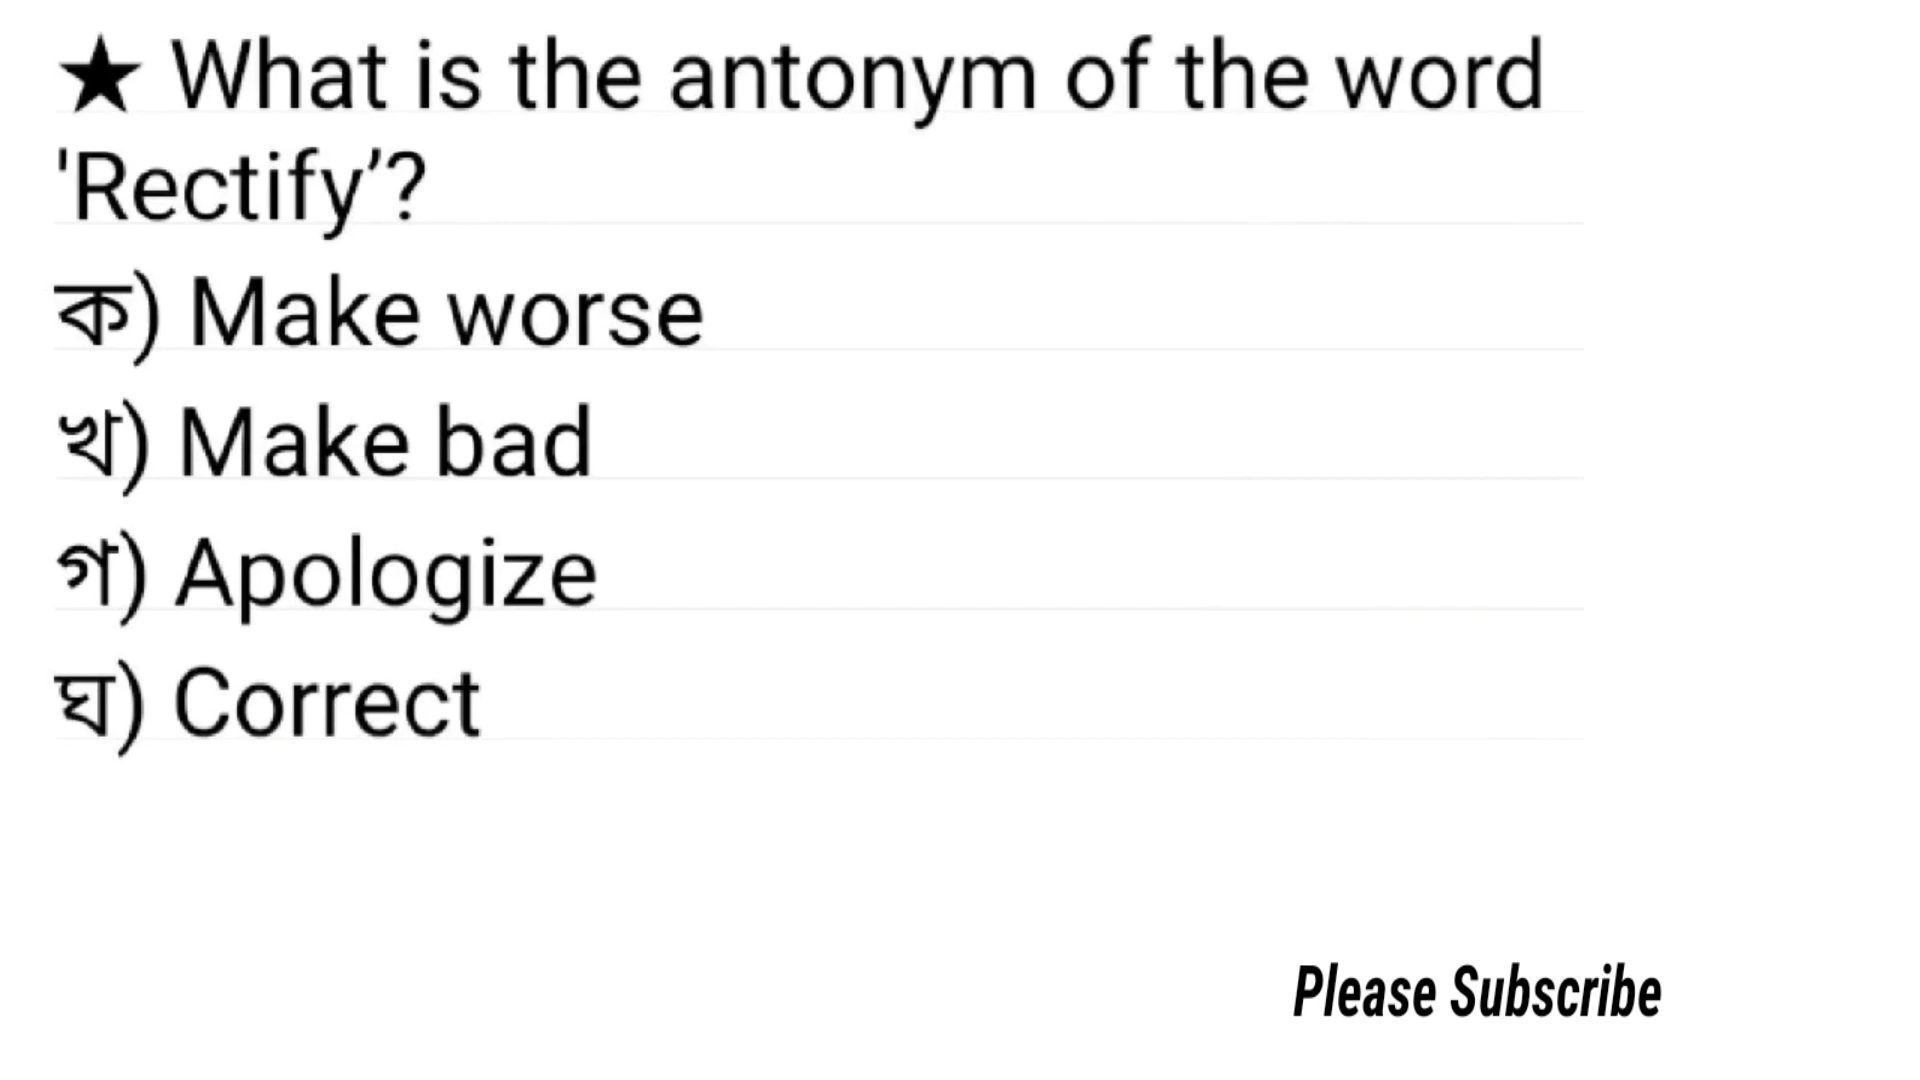 ★ What is the antonym of the word
'Rectify’?
ক) Make worse
খ) Make bad
গ) Apologize
ঘ) Correct
Please Subscribe